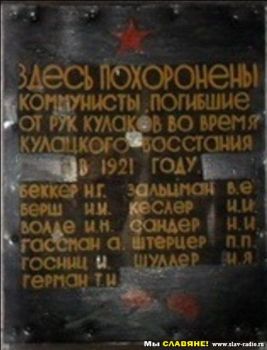 ЗДЕСЬ ПОХОРОНЕНЫ
КОММУНИСТЫ ПОГИБШИЕ
ОТ РУК КУЛАКОВ ВО ВРЕМЯ
КУЛАЦКОГО ВОССТАНИЯ
В 1921 ГОДУ
БЕККЕР Н.Г. ЗАЛЬЦМАН В.Е.
БЕРШ И.И. КЕСЛЕР И.И.
ВОЛДЕ И.И. САНДЕР Н.И.
ГАССМАН А. ШТЕРЦЕР П.П.
ГОСНИЦ И. ШУЛЛЕР И.Я.
ГЕРМАН Т.И.
Мы СЛАВЯНЕ! www.slav-radio.ru